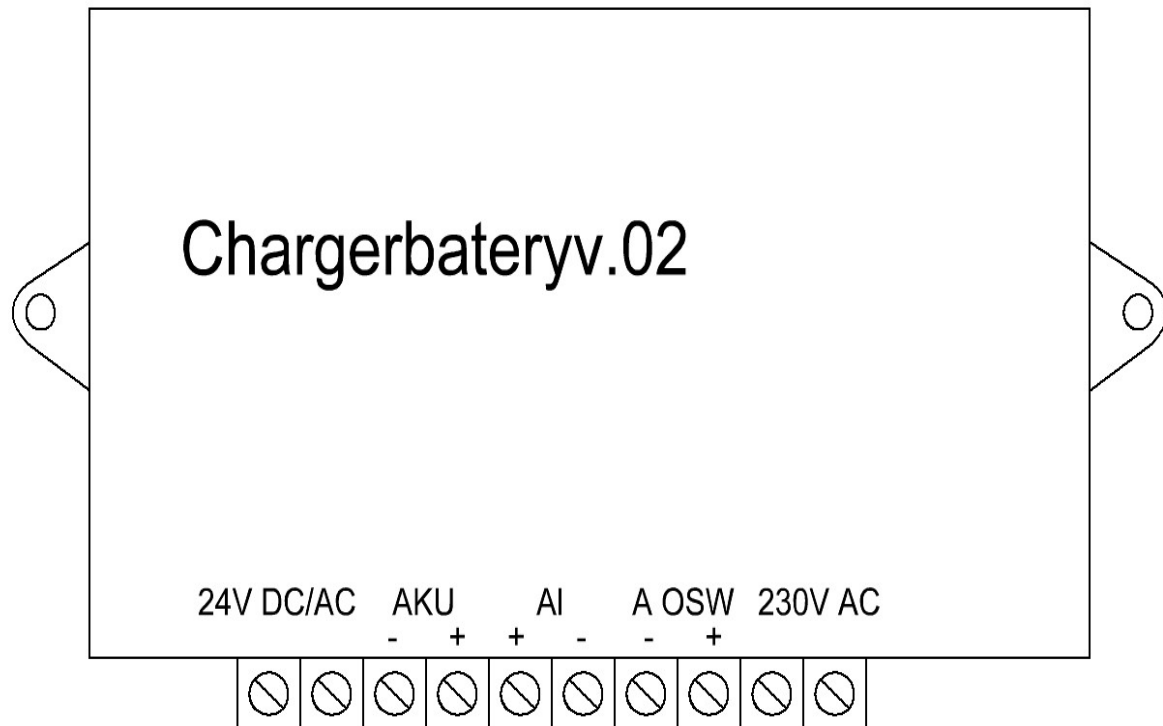 Chargerbateryv.02
24V DC/AC AKU AI A OSW 230V AC
- + + - - +